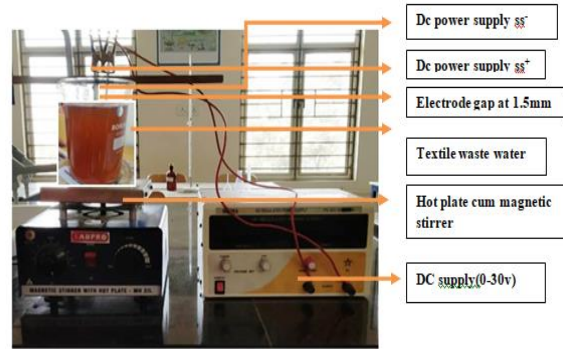 Dc power supply ss-
Dc power supply ss+
Electrode gap at 1.5mm
Textile waste water
Hot plate cum magnetic
stirrer
DC supply(0-30v)
LABPRO
MAGNETIC STIRRER WITH HOT PLATE